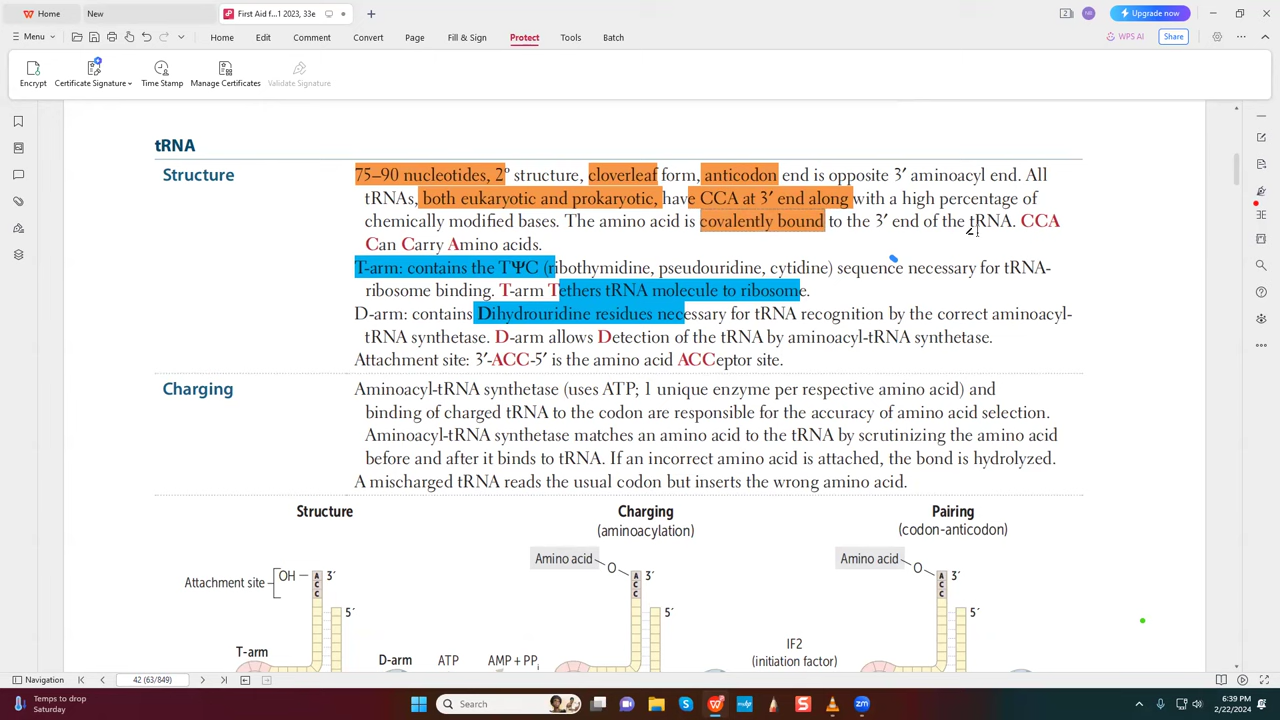 Home
New
First Aid f...1 2023, 33e
2
Upgrade now
Menu
Home
Edit
Comment
Convert
Page
Fill & Sign
Protect
Tools
Batch
WPS AI
Share
Encrypt
Certificate Signature
Time Stamp
Manage Certificates
Validate Signature
tRNA
Structure
75–90 nucleotides, 2° structure, cloverleaf form, anticodon end is opposite 3′ aminoacyl end. All
tRNAs, both eukaryotic and prokaryotic, have CCA at 3′ end along with a high percentage of
chemically modified bases. The amino acid is covalently bound to the 3′ end of the tRNA. CCA
Can Carry Amino acids.
T-arm: contains the TΨC (ribothymidine, pseudouridine, cytidine) sequence necessary for tRNA-
ribosome binding. T-arm Tethers tRNA molecule to ribosome.
D-arm: contains Dihydrouridine residues necessary for tRNA recognition by the correct aminoacyl-
tRNA synthetase. D-arm allows Detection of the tRNA by aminoacyl-tRNA synthetase.
Attachment site: 3′-ACC-5′ is the amino acid ACCeptor site.
Charging
Aminoacyl-tRNA synthetase (uses ATP; 1 unique enzyme per respective amino acid) and
binding of charged tRNA to the codon are responsible for the accuracy of amino acid selection.
Aminoacyl-tRNA synthetase matches an amino acid to the tRNA by scrutinizing the amino acid
before and after it binds to tRNA. If an incorrect amino acid is attached, the bond is hydrolyzed.
A mischarged tRNA reads the usual codon but inserts the wrong amino acid.
Structure
Charging
(aminoacylation)
Pairing
(codon-anticodon)
Amino acid
O
Amino acid
O
Attachment site
OH
A
C
C
3′
A
C
C
3′
A
C
C
3′
5′
5′
5′
T-arm
D-arm
ATP
AMP + PPi
IF2
(initiation factor)
Navigation
42 (63/849)
Temps to drop
Saturday
Search
6:39 PM
2/22/2024